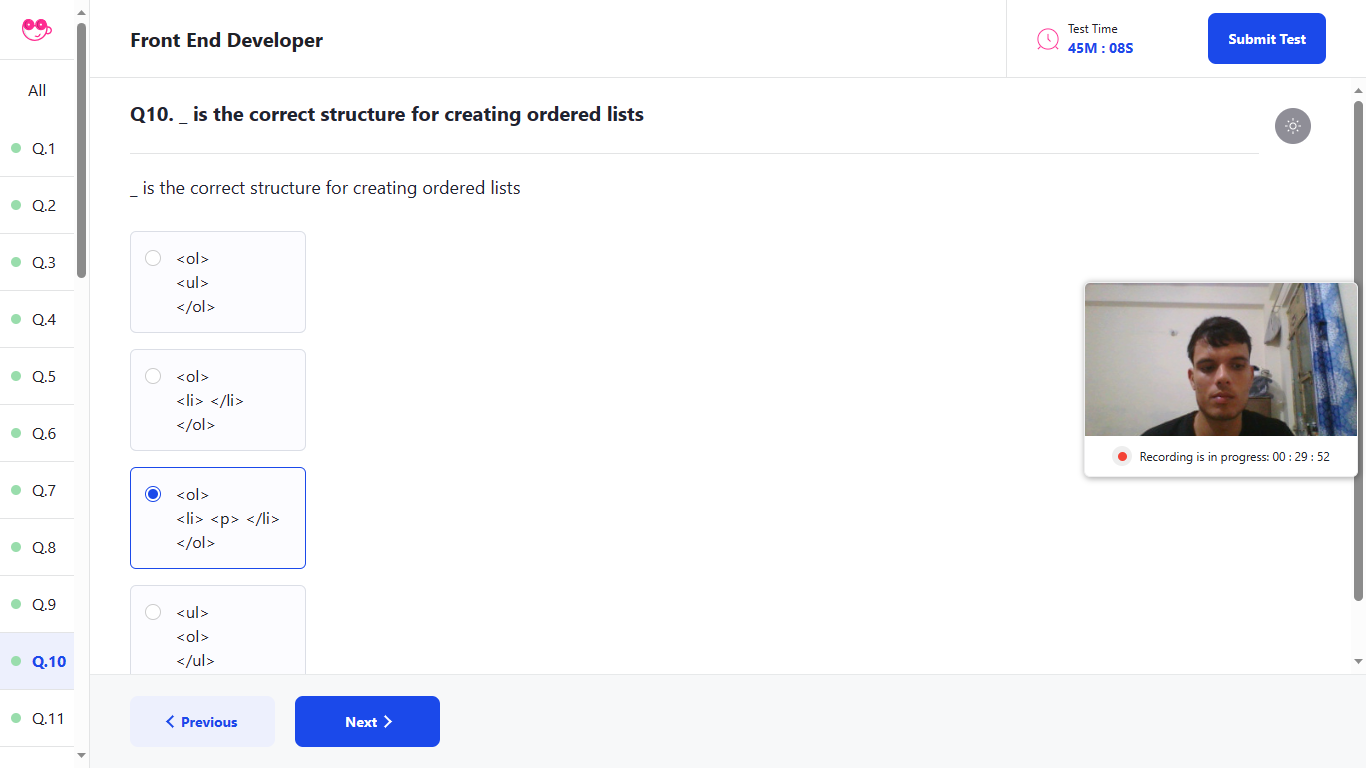 Front End Developer
Test Time
45M : 08S
Submit Test
All
Q.1
Q.2
Q.3
Q.4
Q.5
Q.6
Q.7
Q.8
Q.9
Q.10
Q.11
Q10. _ is the correct structure for creating ordered lists
_ is the correct structure for creating ordered lists
<ol>
<ul>
</ol>
<ol>
<li> </li>
</ol>
<ol>
<li> <p> </li>
</ol>
<ul>
<ol>
</ul>
Recording is in progress: 00 : 29 : 52
Previous
Next